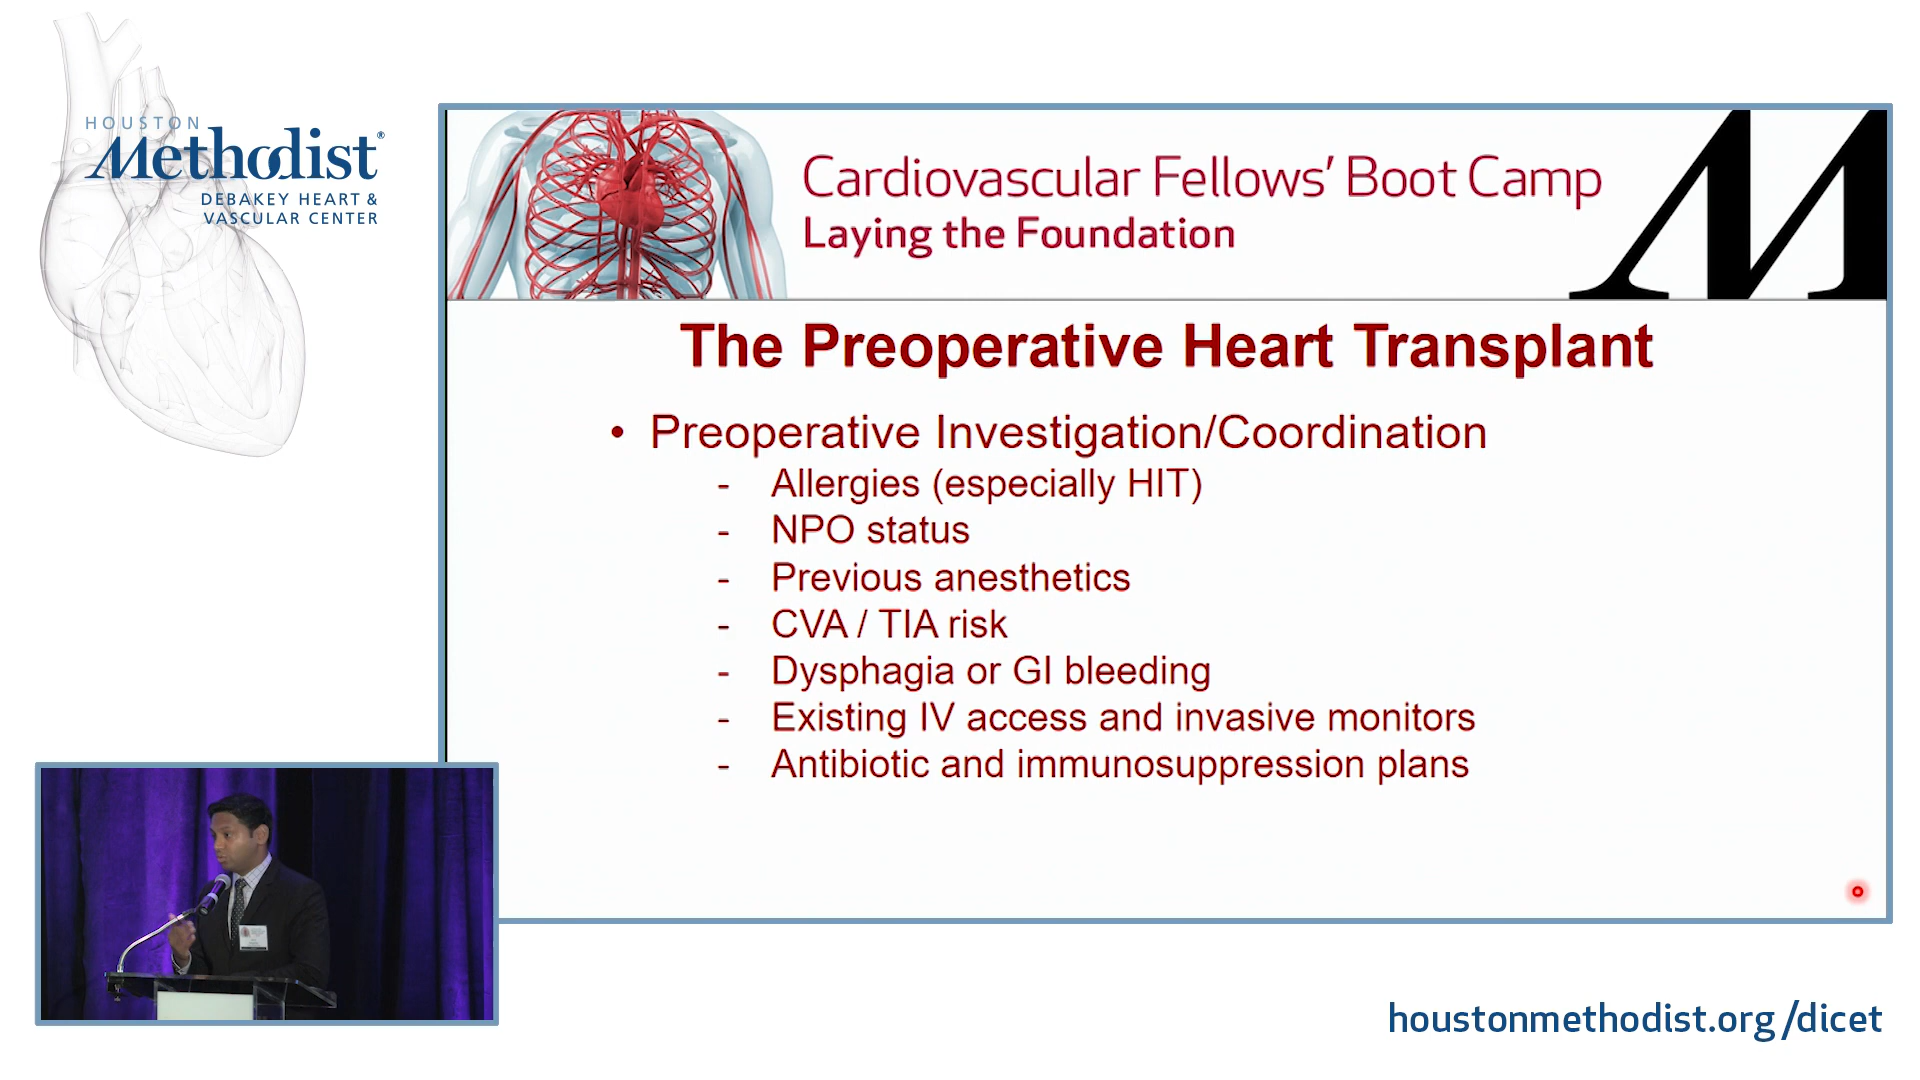 HOUSTON
Methodist®
DEBAKEY HEART &
VASCULAR CENTER
Cardiovascular Fellows' Boot Camp
Laying the Foundation
M
The Preoperative Heart Transplant
• Preoperative Investigation/Coordination
- Allergies (especially HIT)
- NPO status
- Previous anesthetics
- CVA / TIA risk
- Dysphagia or GI bleeding
- Existing IV access and invasive monitors
- Antibiotic and immunosuppression plans
houstonmethodist.org/dicet